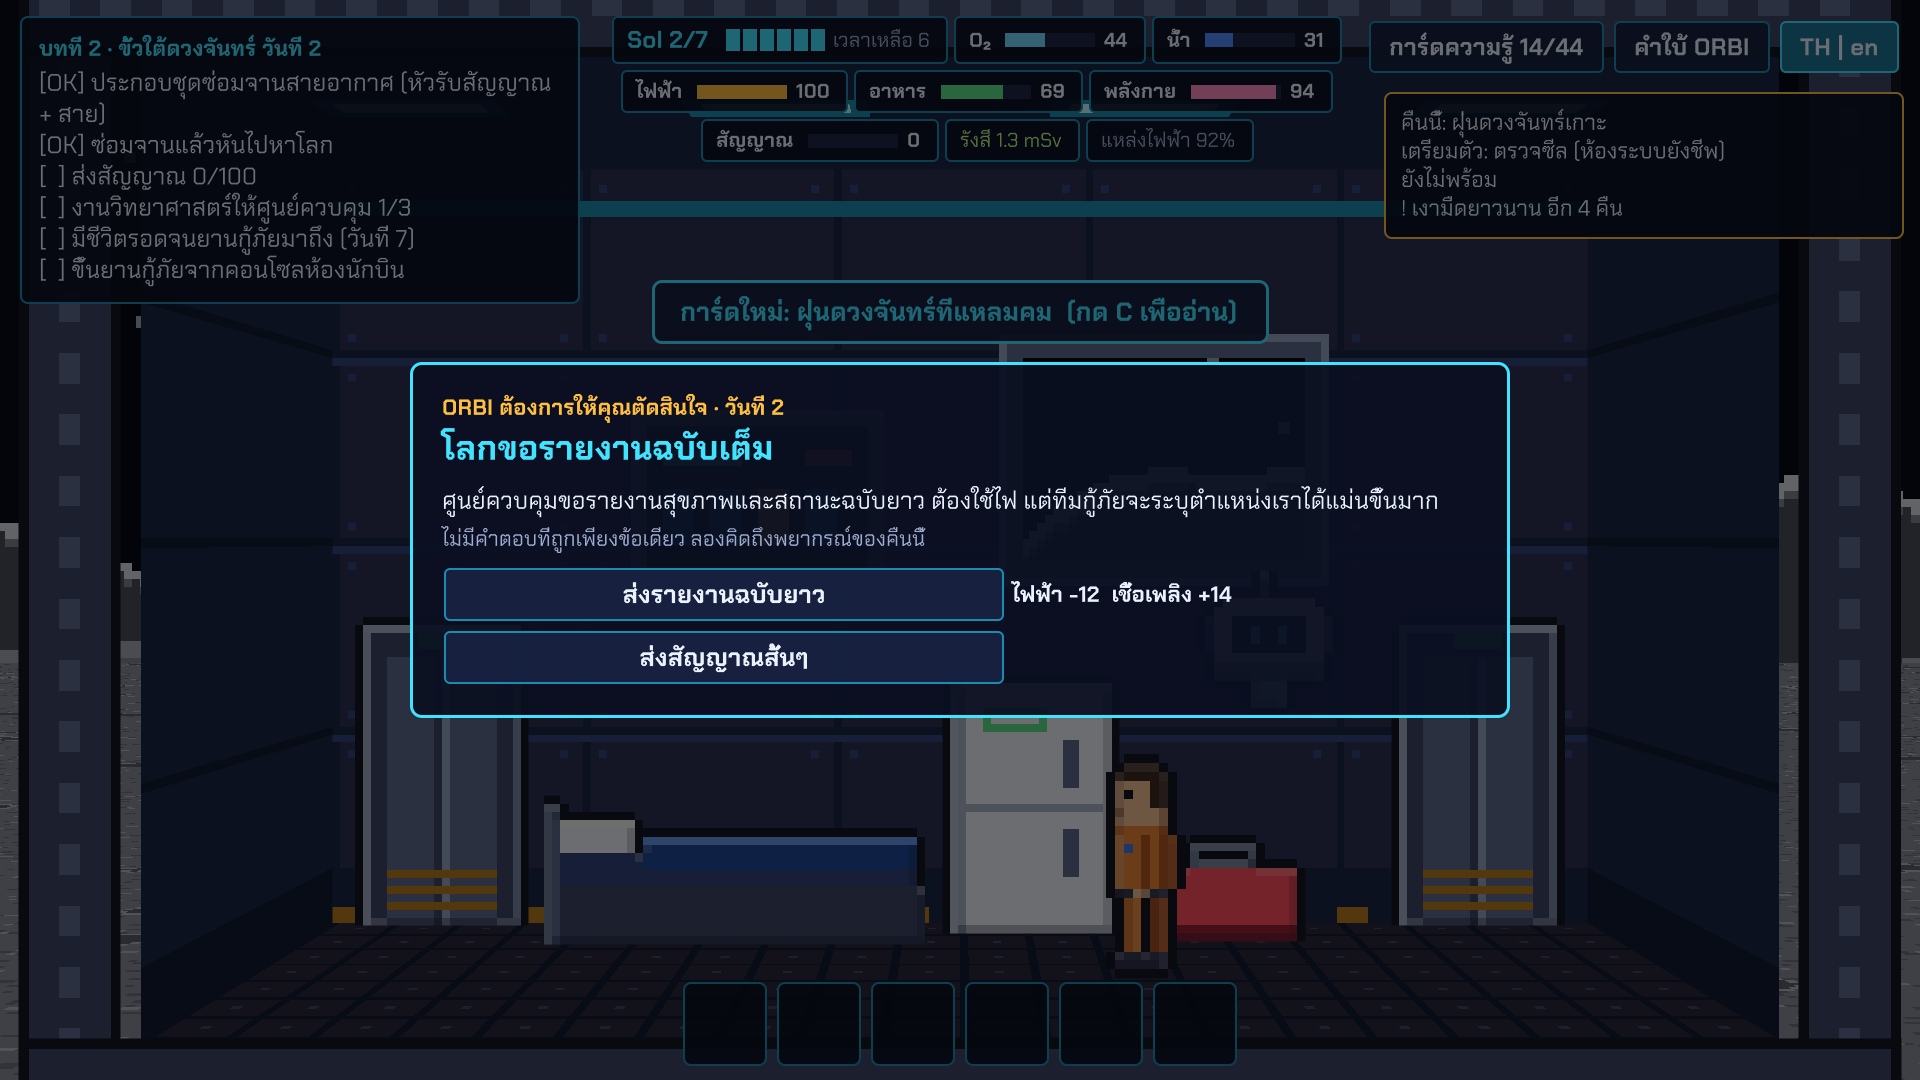 บทที่ 2 · ขั้วใต้ดวงจันทร์ วันที่ 2
[OK] ประกอบชุดซ่อมจานสายอากาศ (หัวรับสัญญาณ
+ สาย)
[OK] ซ่อมจานแล้วหันไปหาโลก
[ ] ส่งสัญญาณ 0/100
[ ] งานวิทยาศาสตร์ให้ศูนย์ควบคุม 1/3
[ ] มีชีวิตรอดจนยานกู้ภัยมาถึง (วันที่ 7)
[ ] ขึ้นยานกู้ภัยจากคอนโซลห้องนักบิน
Sol 2/7 เวลาเหลือ 6
O₂ 44
น้ำ 31
ไฟฟ้า 100
อาหาร 69
พลังกาย 94
สัญญาณ 0
รังสี 1.3 mSv
แหล่งไฟฟ้า 92%
การ์ดความรู้ 14/44
คำใบ้ ORBI
TH | en
คืนนี้: ฝุ่นดวงจันทร์เกาะ
เตรียมตัว: ตรวจซีล (ห้องระบบยังชีพ)
ยังไม่พร้อม
! เงามืดยาวนาน อีก 4 คืน
การ์ดใหม่: ฝุ่นดวงจันทร์ที่แหลมคม (กด C เพื่ออ่าน)
ORBI ต้องการให้คุณตัดสินใจ · วันที่ 2
โลกขอรายงานฉบับเต็ม
ศูนย์ควบคุมขอรายงานสุขภาพและสถานะฉบับยาว ต้องใช้ไฟ แต่ทีมกู้ภัยจะระบุตำแหน่งเราได้แม่นขึ้นมาก
ไม่มีคำตอบที่ถูกเพียงข้อเดียว ลองคิดถึงพยากรณ์ของคืนนี้
ส่งรายงานฉบับยาว ไฟฟ้า -12 เชื้อเพลิง +14
ส่งสัญญาณสั้นๆ